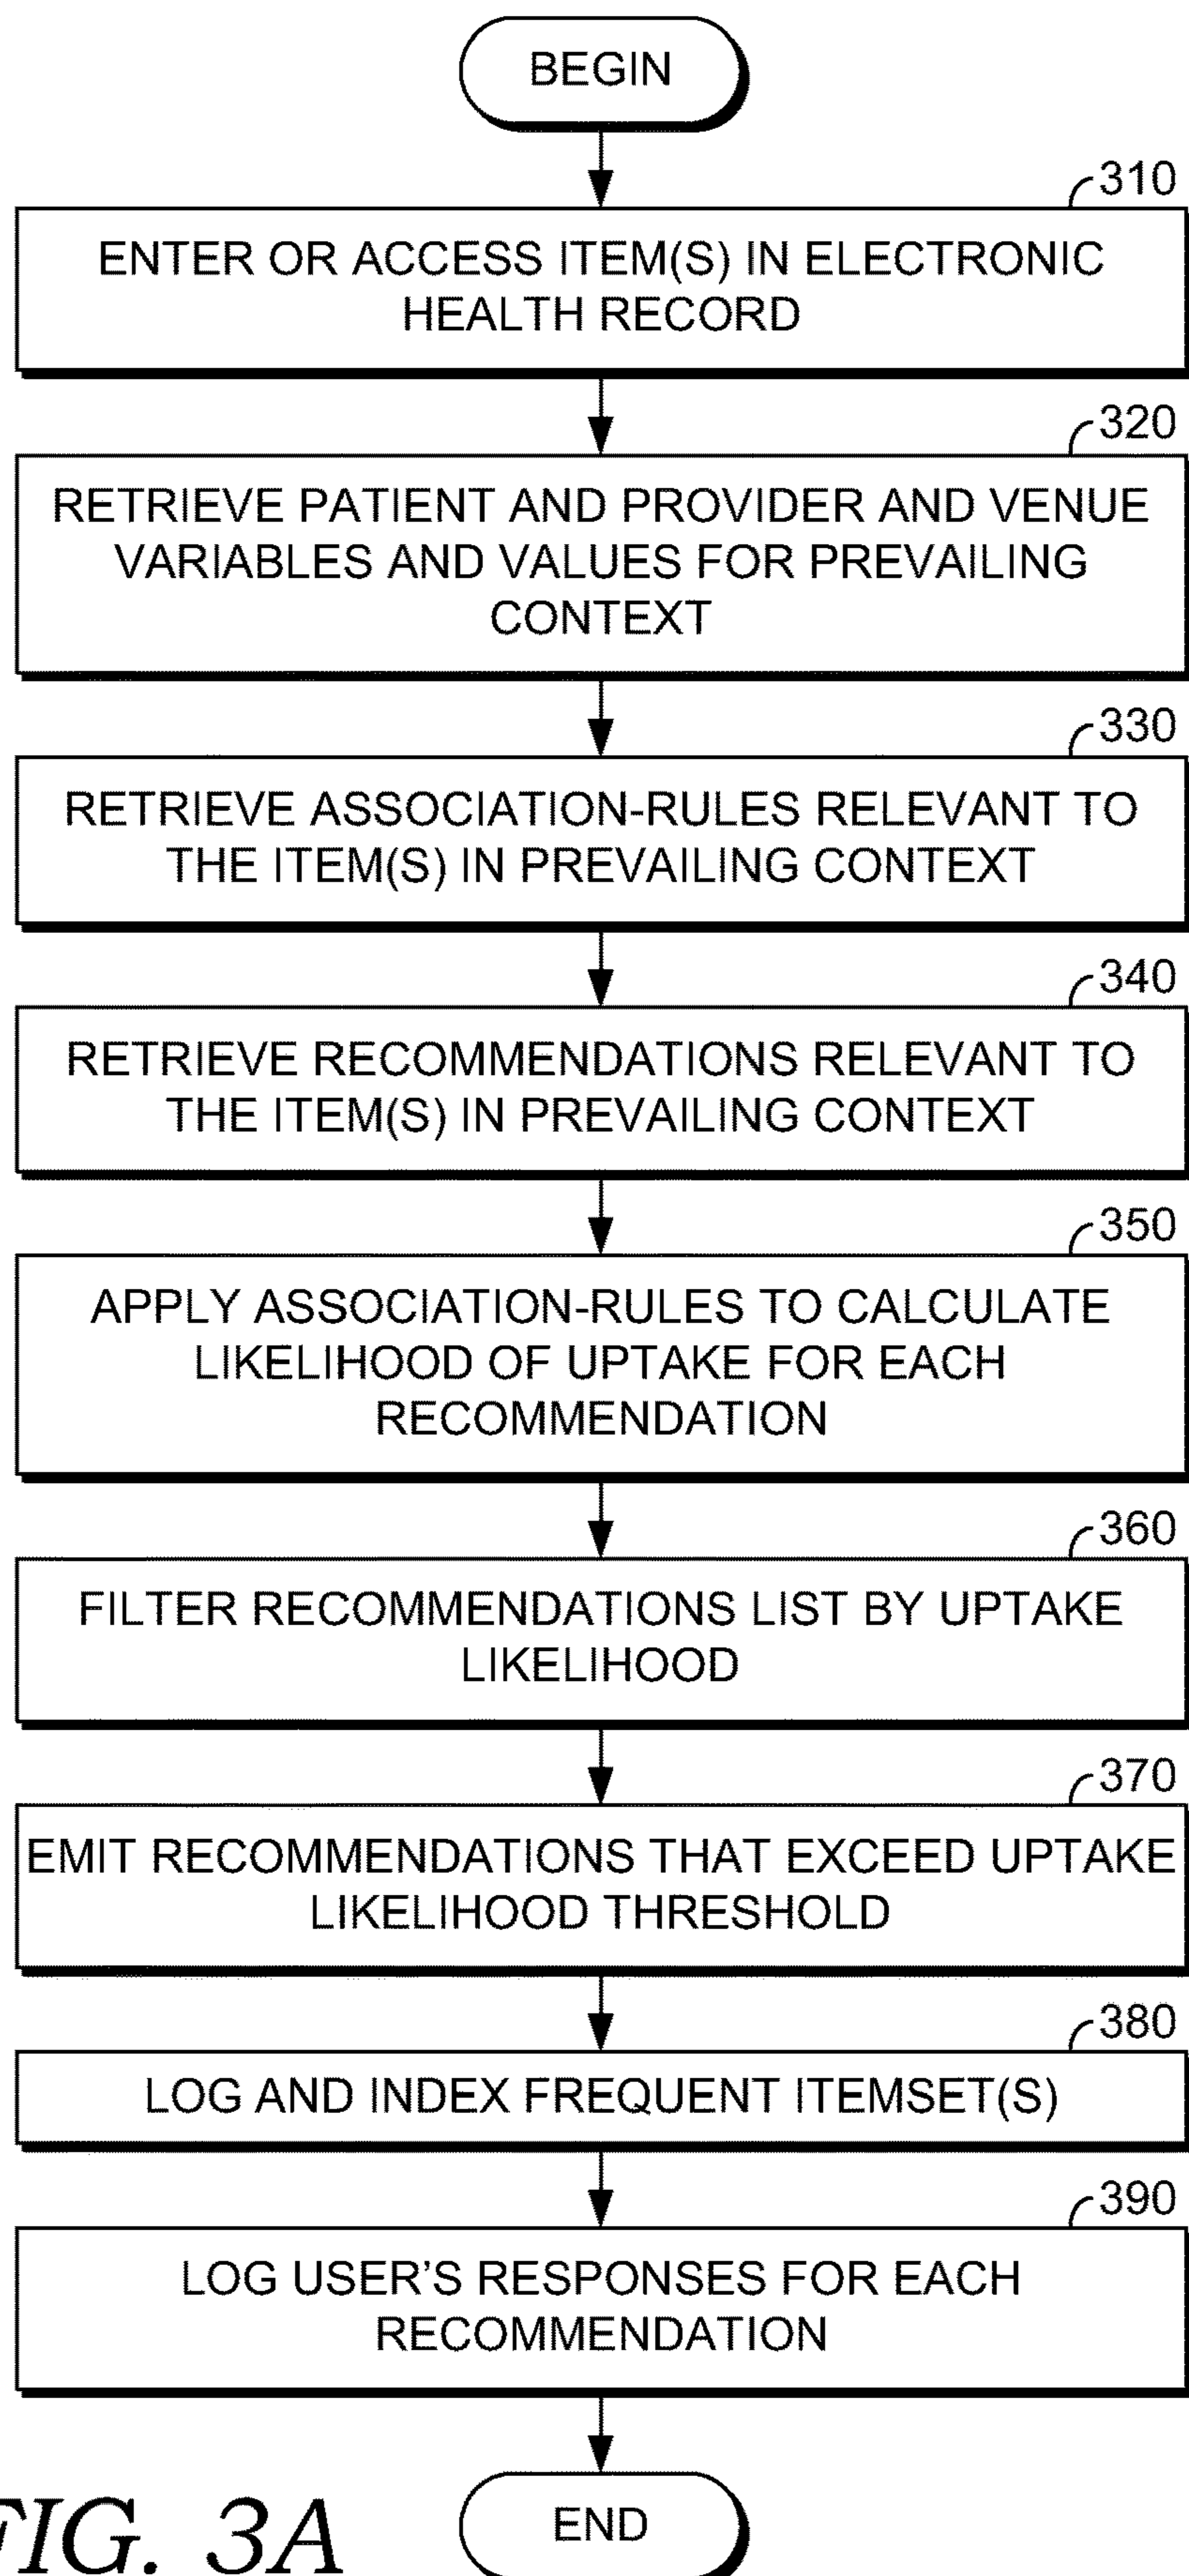 BEGIN
310
ENTER OR ACCESS ITEM(S) IN ELECTRONIC
HEALTH RECORD
320
RETRIEVE PATIENT AND PROVIDER AND VENUE
VARIABLES AND VALUES FOR PREVAILING
CONTEXT
330
RETRIEVE ASSOCIATION-RULES RELEVANT TO
THE ITEM(S) IN PREVAILING CONTEXT
340
RETRIEVE RECOMMENDATIONS RELEVANT TO
THE ITEM(S) IN PREVAILING CONTEXT
350
APPLY ASSOCIATION-RULES TO CALCULATE
LIKELIHOOD OF UPTAKE FOR EACH
RECOMMENDATION
360
FILTER RECOMMENDATIONS LIST BY UPTAKE
LIKELIHOOD
370
EMIT RECOMMENDATIONS THAT EXCEED UPTAKE
LIKELIHOOD THRESHOLD
380
LOG AND INDEX FREQUENT ITEMSET(S)
390
LOG USER’S RESPONSES FOR EACH
RECOMMENDATION
END
FIG. 3A